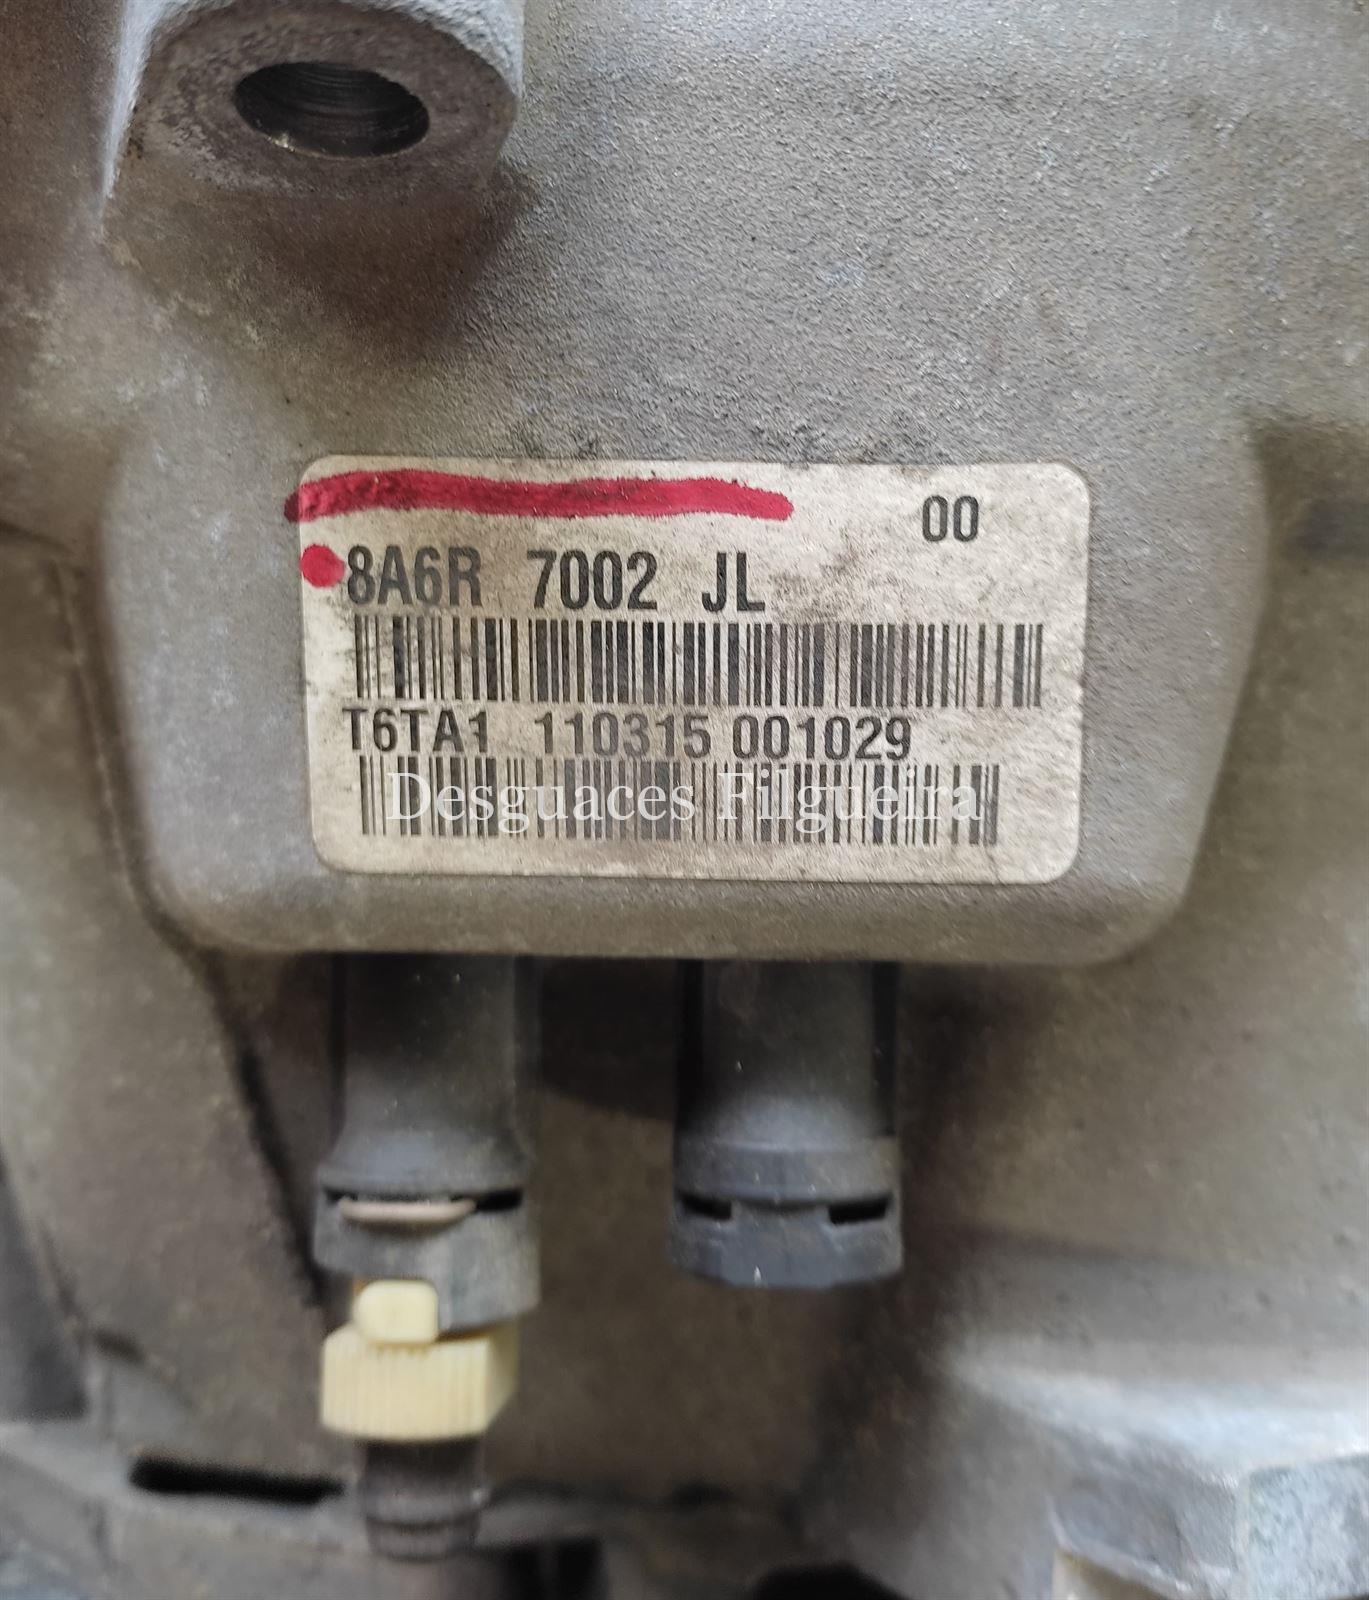 00
8A6R 7002 JL
T6TA1 110315 001029
Desguaces Filgueira